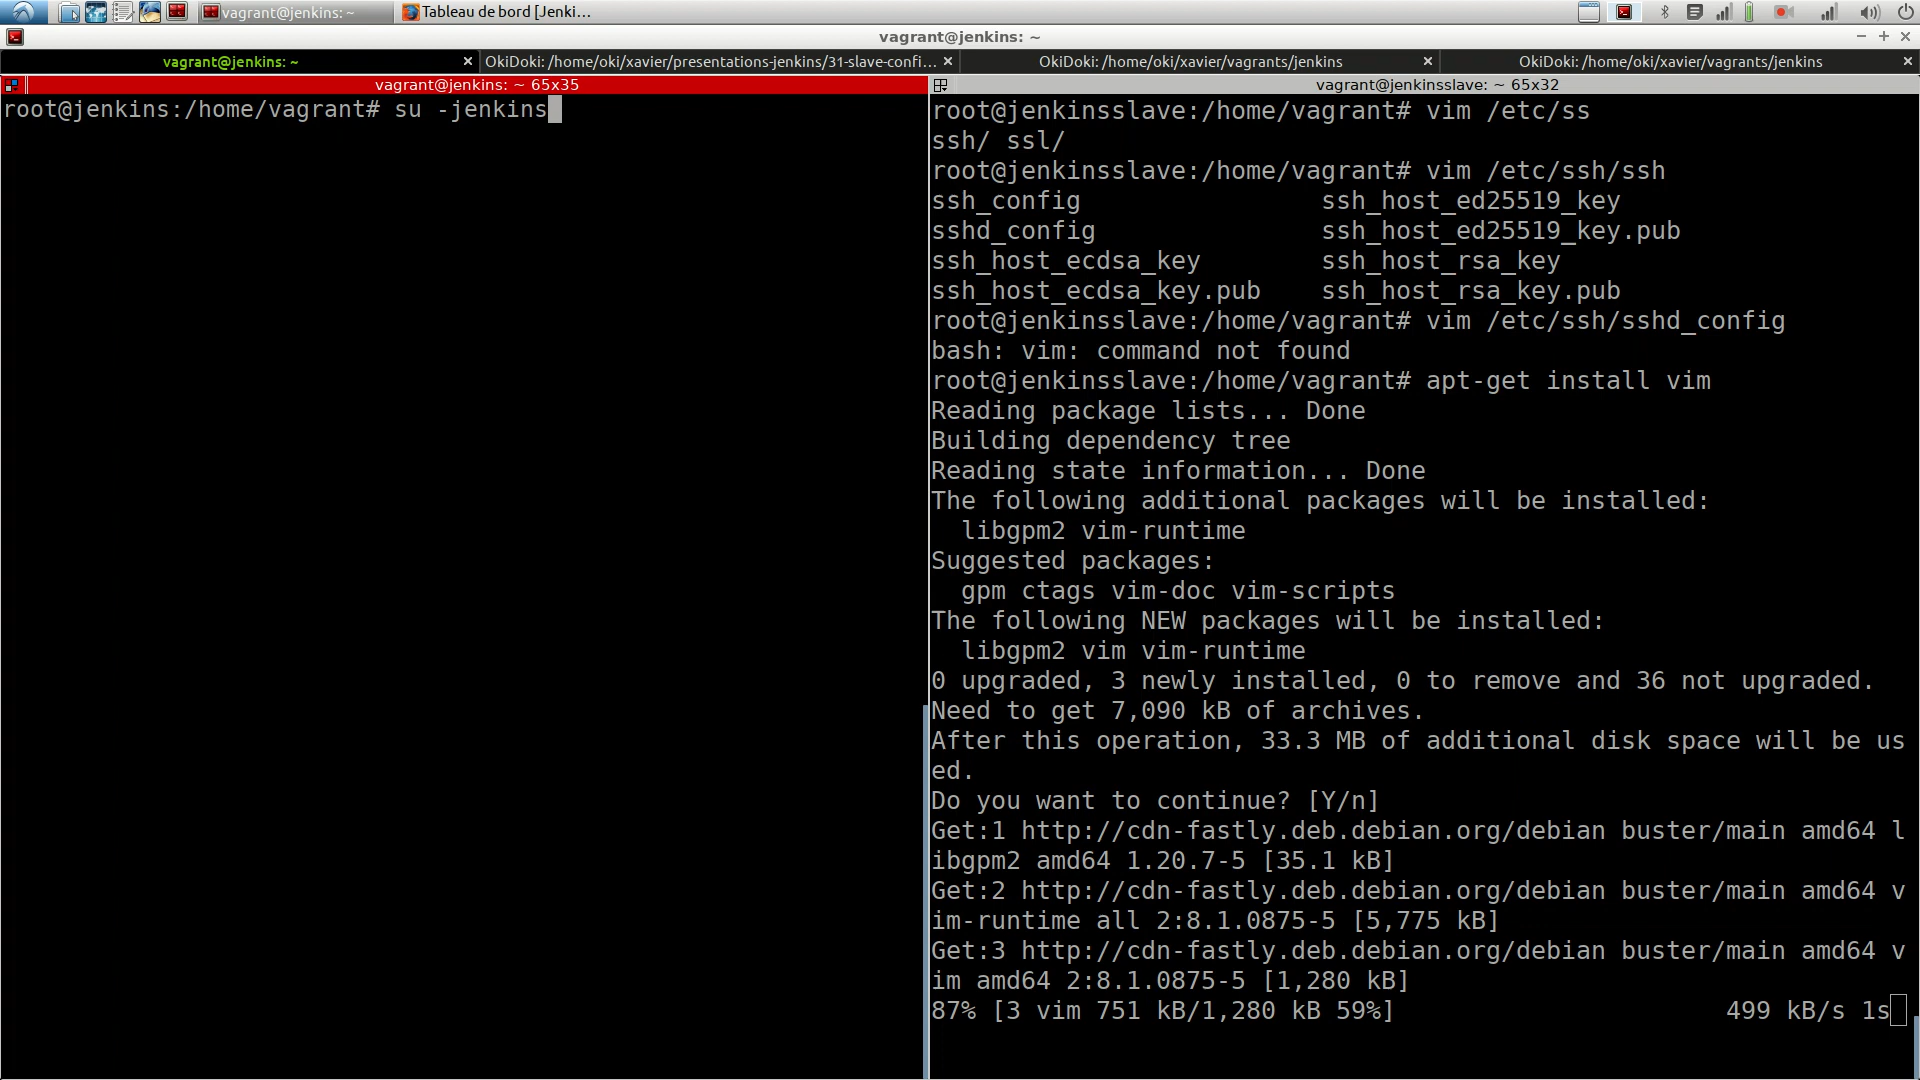 vagrant@jenkins: ~
Tableau de bord [Jenki...
vagrant@jenkins: ~
vagrant@jenkins: ~
OkiDoki: /home/oki/xavier/presentations-jenkins/31-slave-confi...
OkiDoki: /home/oki/xavier/vagrants/jenkins
OkiDoki: /home/oki/xavier/vagrants/jenkins
vagrant@jenkins: ~ 65x35
root@jenkins:/home/vagrant# su -jenkins
vagrant@jenkinsslave: ~ 65x32
root@jenkinsslave:/home/vagrant# vim /etc/ss
ssh/ ssl/
root@jenkinsslave:/home/vagrant# vim /etc/ssh/ssh
ssh_config                ssh_host_ed25519_key
sshd_config               ssh_host_ed25519_key.pub
ssh_host_ecdsa_key        ssh_host_rsa_key
ssh_host_ecdsa_key.pub    ssh_host_rsa_key.pub
root@jenkinsslave:/home/vagrant# vim /etc/ssh/sshd_config
bash: vim: command not found
root@jenkinsslave:/home/vagrant# apt-get install vim
Reading package lists... Done
Building dependency tree
Reading state information... Done
The following additional packages will be installed:
  libgpm2 vim-runtime
Suggested packages:
  gpm ctags vim-doc vim-scripts
The following NEW packages will be installed:
  libgpm2 vim vim-runtime
0 upgraded, 3 newly installed, 0 to remove and 36 not upgraded.
Need to get 7,090 kB of archives.
After this operation, 33.3 MB of additional disk space will be us
ed.
Do you want to continue? [Y/n]
Get:1 http://cdn-fastly.deb.debian.org/debian buster/main amd64 l
ibgpm2 amd64 1.20.7-5 [35.1 kB]
Get:2 http://cdn-fastly.deb.debian.org/debian buster/main amd64 v
im-runtime all 2:8.1.0875-5 [5,775 kB]
Get:3 http://cdn-fastly.deb.debian.org/debian buster/main amd64 v
im amd64 2:8.1.0875-5 [1,280 kB]
87% [3 vim 751 kB/1,280 kB 59%]                      499 kB/s 1s